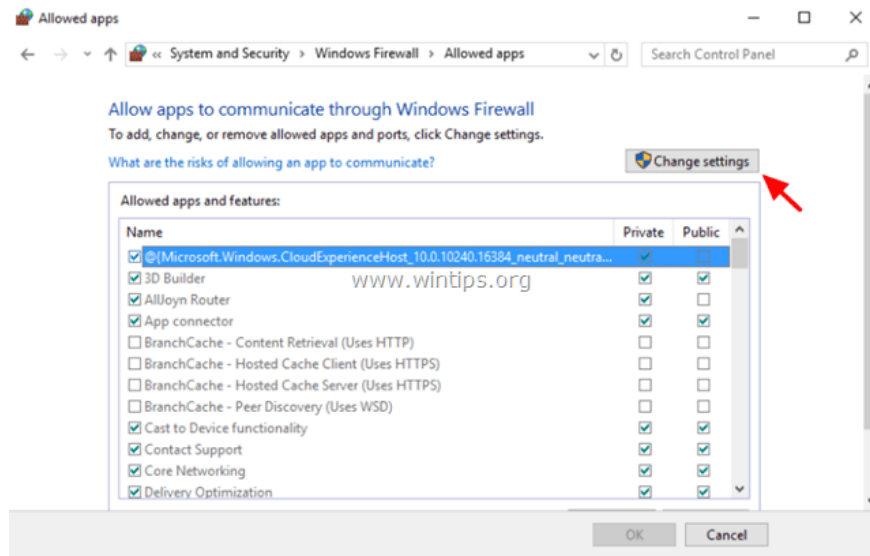 Allowed apps
« System and Security › Windows Firewall › Allowed apps
Search Control Panel
Allow apps to communicate through Windows Firewall
To add, change, or remove allowed apps and ports, click Change settings.
What are the risks of allowing an app to communicate?
Change settings
Allowed apps and features:
Name Private Public
@{Microsoft.Windows.CloudExperienceHost_10.0.10240.16384_neutral_neutra...
3D Builder
www.wintips.org
AllJoyn Router
App connector
BranchCache - Content Retrieval (Uses HTTP)
BranchCache - Hosted Cache Client (Uses HTTPS)
BranchCache - Hosted Cache Server (Uses HTTPS)
BranchCache - Peer Discovery (Uses WSD)
Cast to Device functionality
Contact Support
Core Networking
Delivery Optimization
OK Cancel